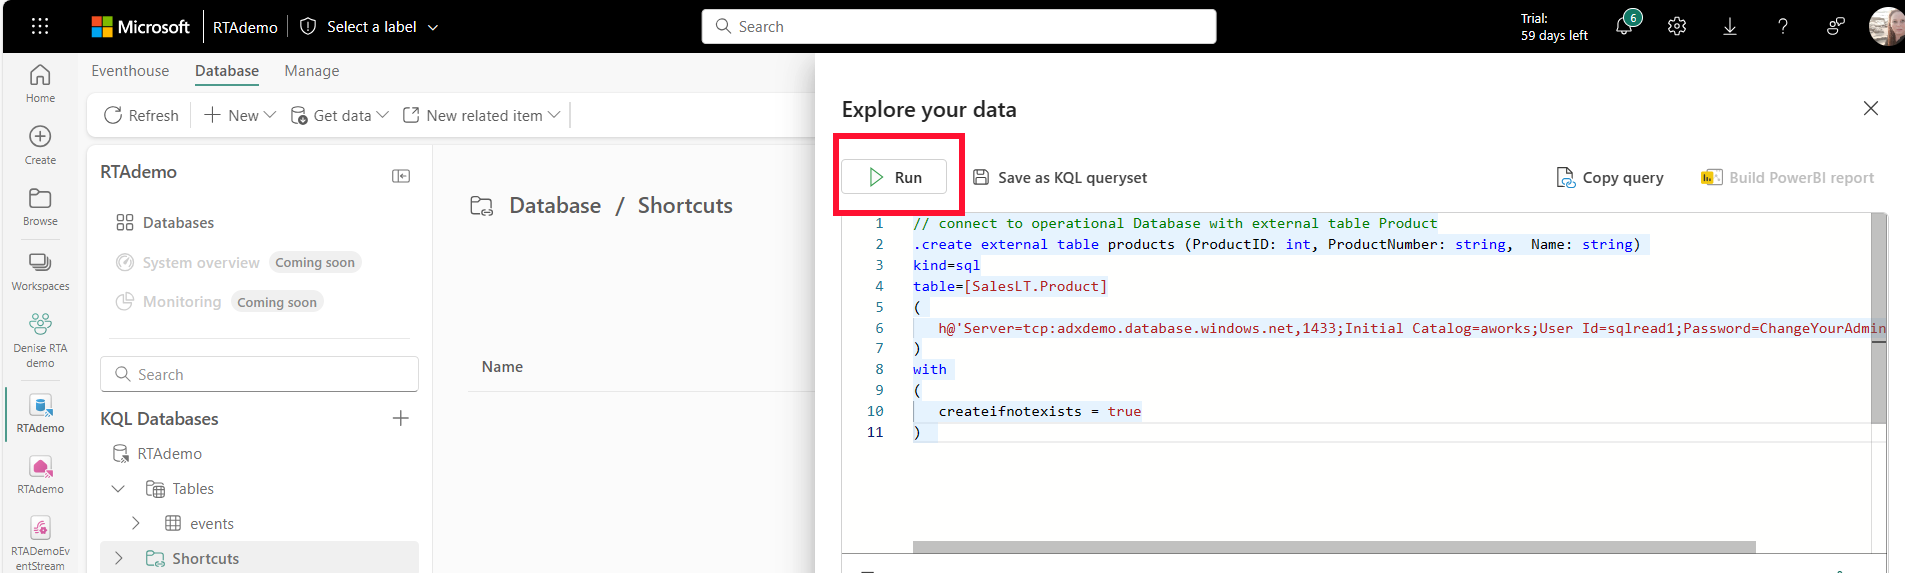 Microsoft
RTAdemo
Select a label
Search
Trial:
59 days left
6
Home
Create
Browse
Workspaces
Denise RTA
demo
RTAdemo
RTAdemo
RTADemoEv
entStream
Eventhouse
Database
Manage
Refresh
New
Get data
New related item
RTAdemo
Databases
System overview
Coming soon
Monitoring
Coming soon
Search
KQL Databases
RTAdemo
Tables
events
Shortcuts
Database / Shortcuts
Name
Explore your data
Run
Save as KQL queryset
Copy query
Build PowerBI report
1 // connect to operational Database with external table Product
2 .create external table products (ProductID: int, ProductNumber: string,  Name: string)
3 kind=sql
4 table=[SalesLT.Product]
5 (
6    h@'Server=tcp:adxdemo.database.windows.net,1433;Initial Catalog=aworks;User Id=sqlread1;Password=ChangeYourAdmin
7 )
8 with
9 (
10    createifnotexists = true
11 )